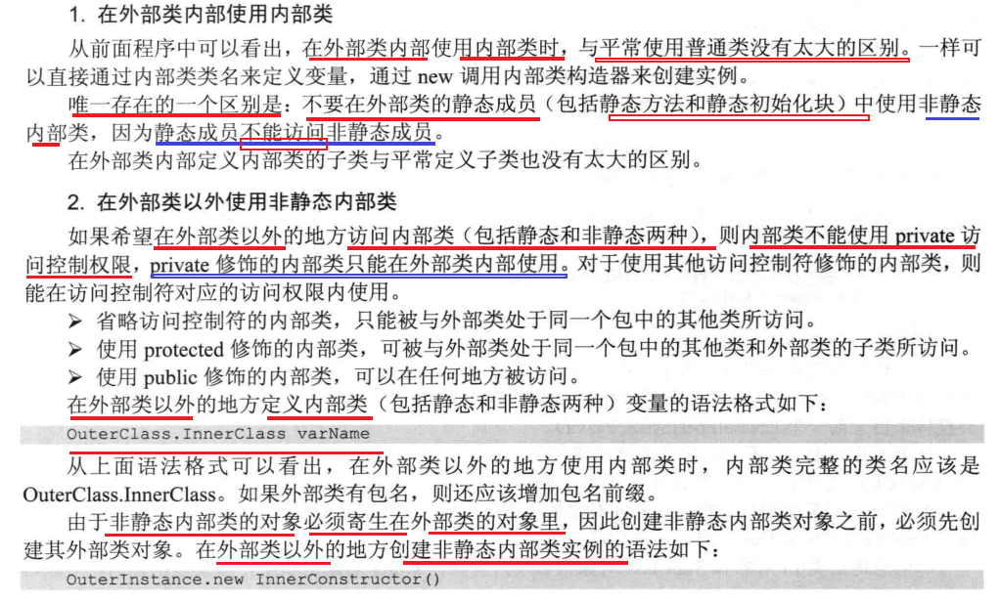 1. 在外部类内部使用内部类
从前面程序中可以看出，在外部类内部使用内部类时，与平常使用普通类没有太大的区别。一样可
以直接通过内部类类名来定义变量，通过 new 调用内部类构造器来创建实例。
唯一存在的一个区别是：不要在外部类的静态成员（包括静态方法和静态初始化块）中使用非静态
内部类，因为静态成员不能访问非静态成员。
在外部类内部定义内部类的子类与平常定义子类也没有太大的区别。
2. 在外部类以外使用非静态内部类
如果希望在外部类以外的地方访问内部类（包括静态和非静态两种），则内部类不能使用 private 访
问控制权限，private 修饰的内部类只能在外部类内部使用。对于使用其他访问控制符修饰的内部类，则
能在访问控制符对应的访问权限内使用。
➢ 省略访问控制符的内部类，只能被与外部类处于同一个包中的其他类所访问。
➢ 使用 protected 修饰的内部类，可被与外部类处于同一个包中的其他类和外部类的子类所访问。
➢ 使用 public 修饰的内部类，可以在任何地方被访问。
在外部类以外的地方定义内部类（包括静态和非静态两种）变量的语法格式如下：
OuterClass.InnerClass varName
从上面语法格式可以看出，在外部类以外的地方使用内部类时，内部类完整的类名应该是
OuterClass.InnerClass。如果外部类有包名，则还应该增加包名前缀。
由于非静态内部类的对象必须寄生在外部类的对象里，因此创建非静态内部类对象之前，必须先创
建其外部类对象。在外部类以外的地方创建非静态内部类实例的语法如下：
OuterInstance.new InnerConstructor()